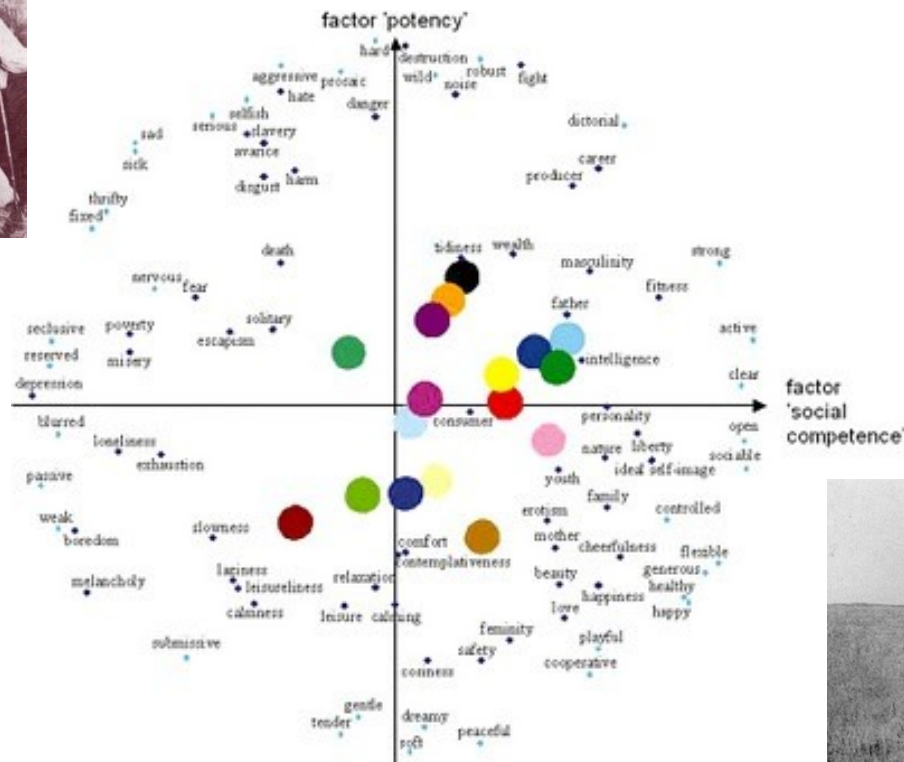 factor 'potency'
hard
destruction
aggressive
prosaic
wild
robust
fight
hate
noise
selfish
danger
serious
slavery
dictorial
sad
avarice
sick
career
disgust
harm
producer
thrifty
fixed
death
tidiness
wealth
strong
masculinity
nervous
fear
fitness
father
seclusive
poverty
solitary
active
escapism
reserved
misery
intelligence
depression
clear
factor
'social
competence'
blurred
consumer
personality
open
loneliness
nature
liberty
sociable
exhaustion
ideal self-image
passive
youth
family
weak
erotism
controlled
slowness
boredom
comfort
mother
cheerfulness
flexible
contemplativeness
generous
melancholy
laziness
relaxation
beauty
healthy
leisureliness
happiness
calmness
leisure
calming
love
happy
feminity
playful
submissive
safety
cooperative
gentle
tender
dreamy
soft
peaceful